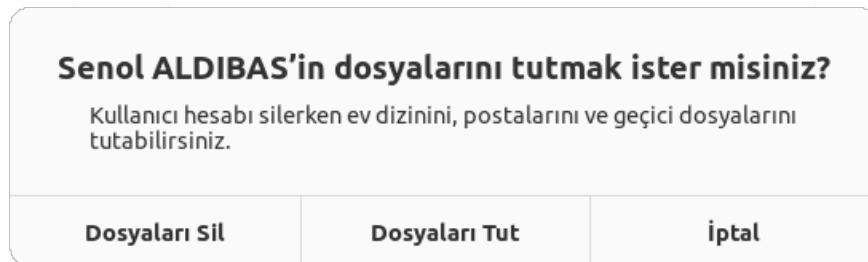 Senol ALDIBAS’in dosyalarını tutmak ister misiniz?
Kullanıcı hesabı silerken ev dizinini, postalarını ve geçici dosyalarını
tutabilirsiniz.
Dosyaları Sil
Dosyaları Tut
İptal